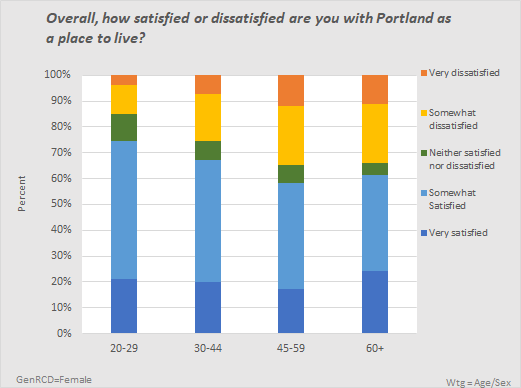 Overall, how satisfied or dissatisfied are you with Portland as
a place to live?
100%
90%
80%
70%
60%
50%
40%
30%
20%
10%
0%
Percent
20-29
30-44
45-59
60+
Very dissatisfied
Somewhat
dissatisfied
Neither satisfied
nor dissatisfied
Somewhat
Satisfied
Very satisfied
GenRCD=Female
Wtg = Age/Sex